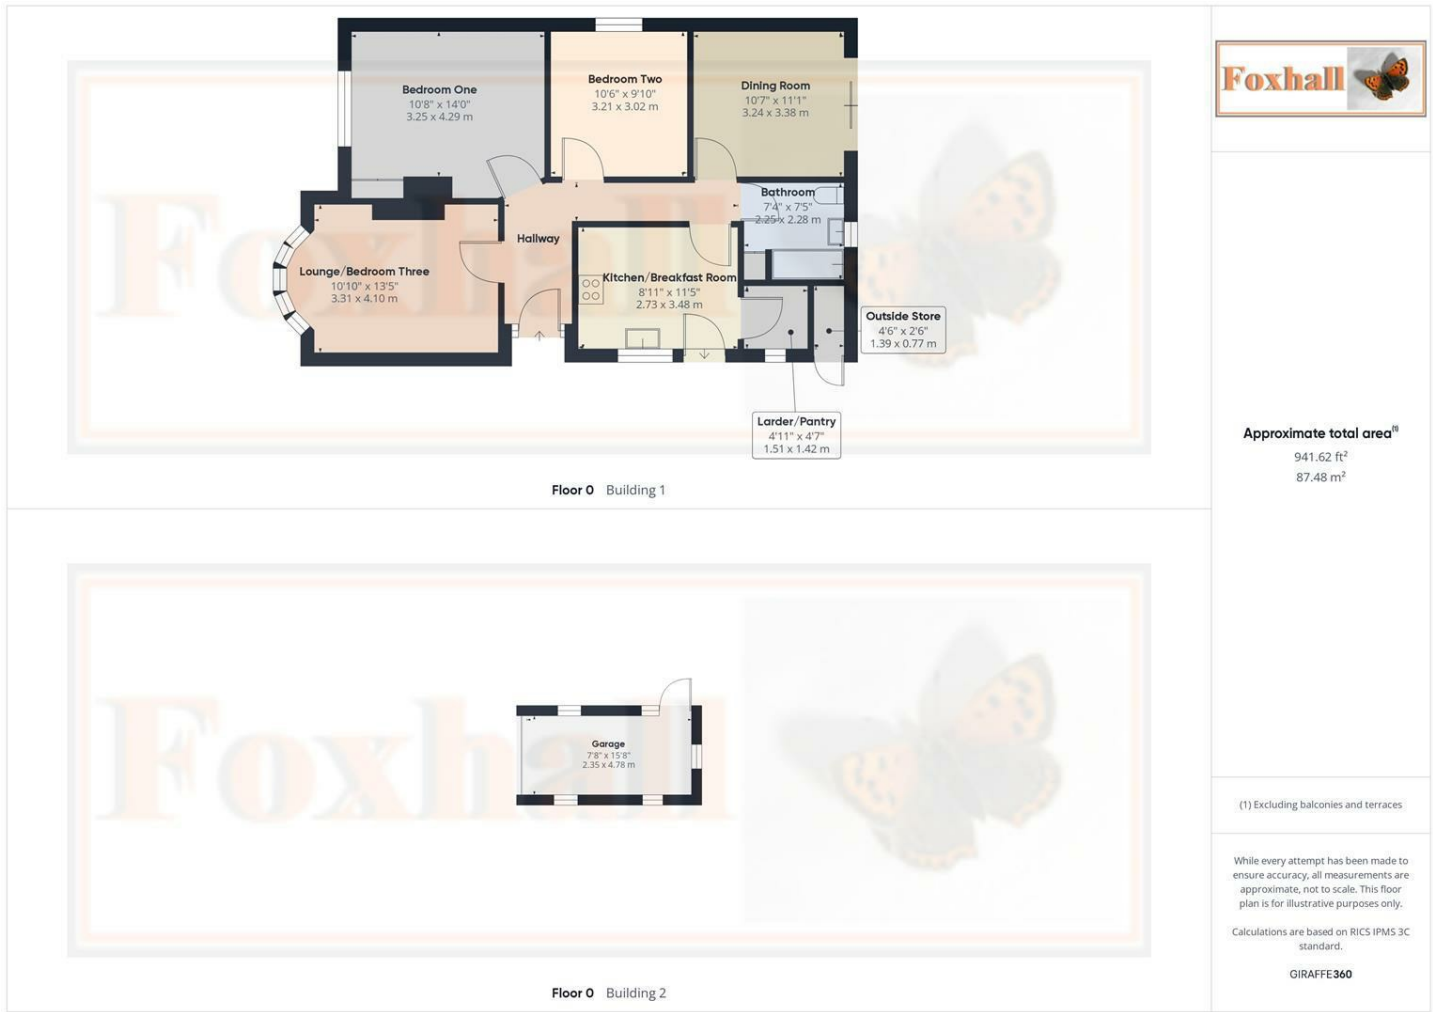 Bedroom One
10'8" x 14'0"
3.25 x 4.29 m
Bedroom Two
10'6" x 9'10"
3.21 x 3.02 m
Dining Room
10'7" x 11'1"
3.24 x 3.38 m
Bathroom
7'4" x 7'5"
2.25 x 2.28 m
Hallway
Lounge/Bedroom Three
10'10" x 13'5"
3.31 x 4.10 m
Kitchen/Breakfast Room
8'11" x 11'5"
2.73 x 3.48 m
Outside Store
4'6" x 2'6"
1.39 x 0.77 m
Larder/Pantry
4'11" x 4'7"
1.51 x 1.42 m
Foxhall
Floor 0 Building 1
Garage
7'8" x 15'8"
2.35 x 4.78 m
Foxhall
Floor 0 Building 2
Foxhall
Approximate total area(1)
941.62 ft²
87.48 m²
(1) Excluding balconies and terraces
While every attempt has been made to
ensure accuracy, all measurements are
approximate, not to scale. This floor
plan is for illustrative purposes only.
Calculations are based on RICS IPMS 3C
standard.
GIRAFFE360